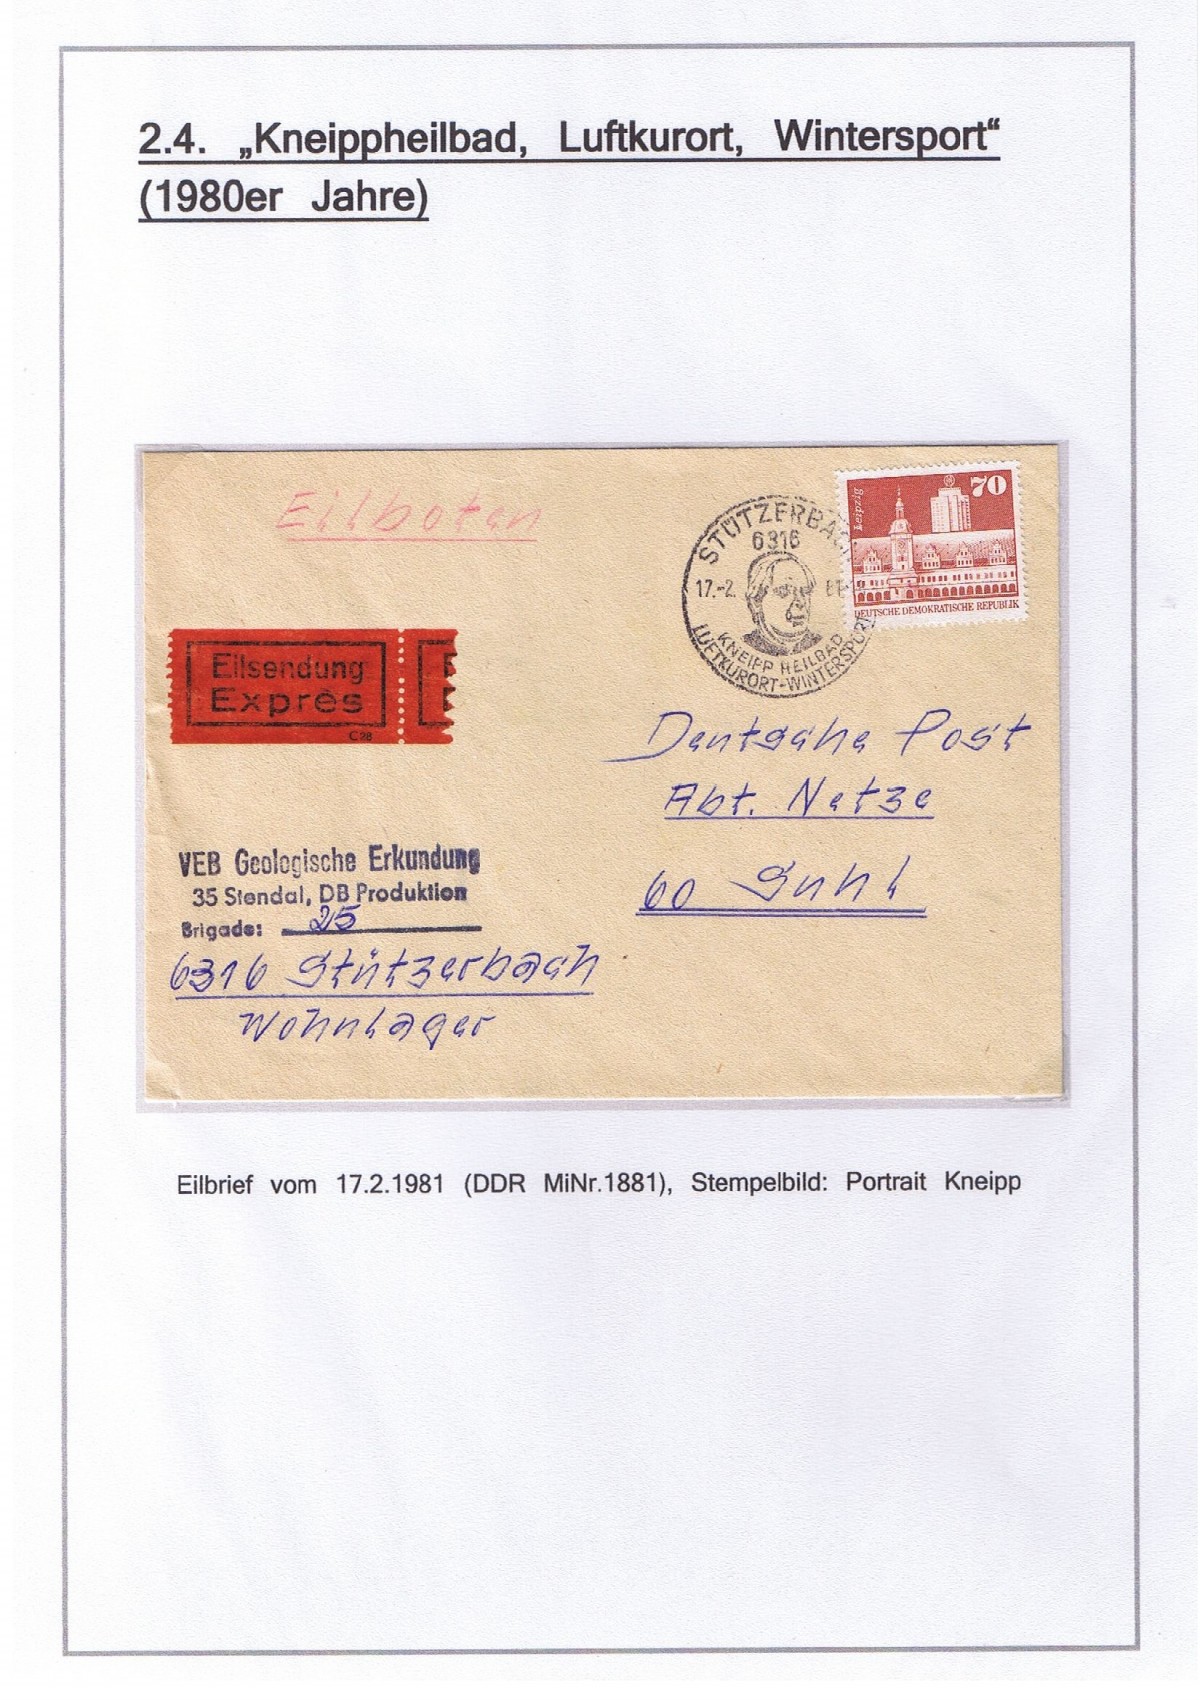 2.4. „Kneippheilbad, Luftkurort, Wintersport“
(1980er Jahre)
Eilboten
STÜTZERBAC
6316
17.-2.
KNEIPP HEILBAD
LUFTKURORT-WINTERSPORT
Leipzig
70
DEUTSCHE DEMOKRATISCHE REPUBLIK
Eilsendung
Exprès
C 28
Deutsche Post
Abt. Netze
60 Suhl
VEB Geologische Erkundung
35 Stendal, DB Produktion
Brigade: 25
6316 Stützerbach
Wohnlager
Eilbrief vom 17.2.1981 (DDR MiNr.1881), Stempelbild: Portrait Kneipp